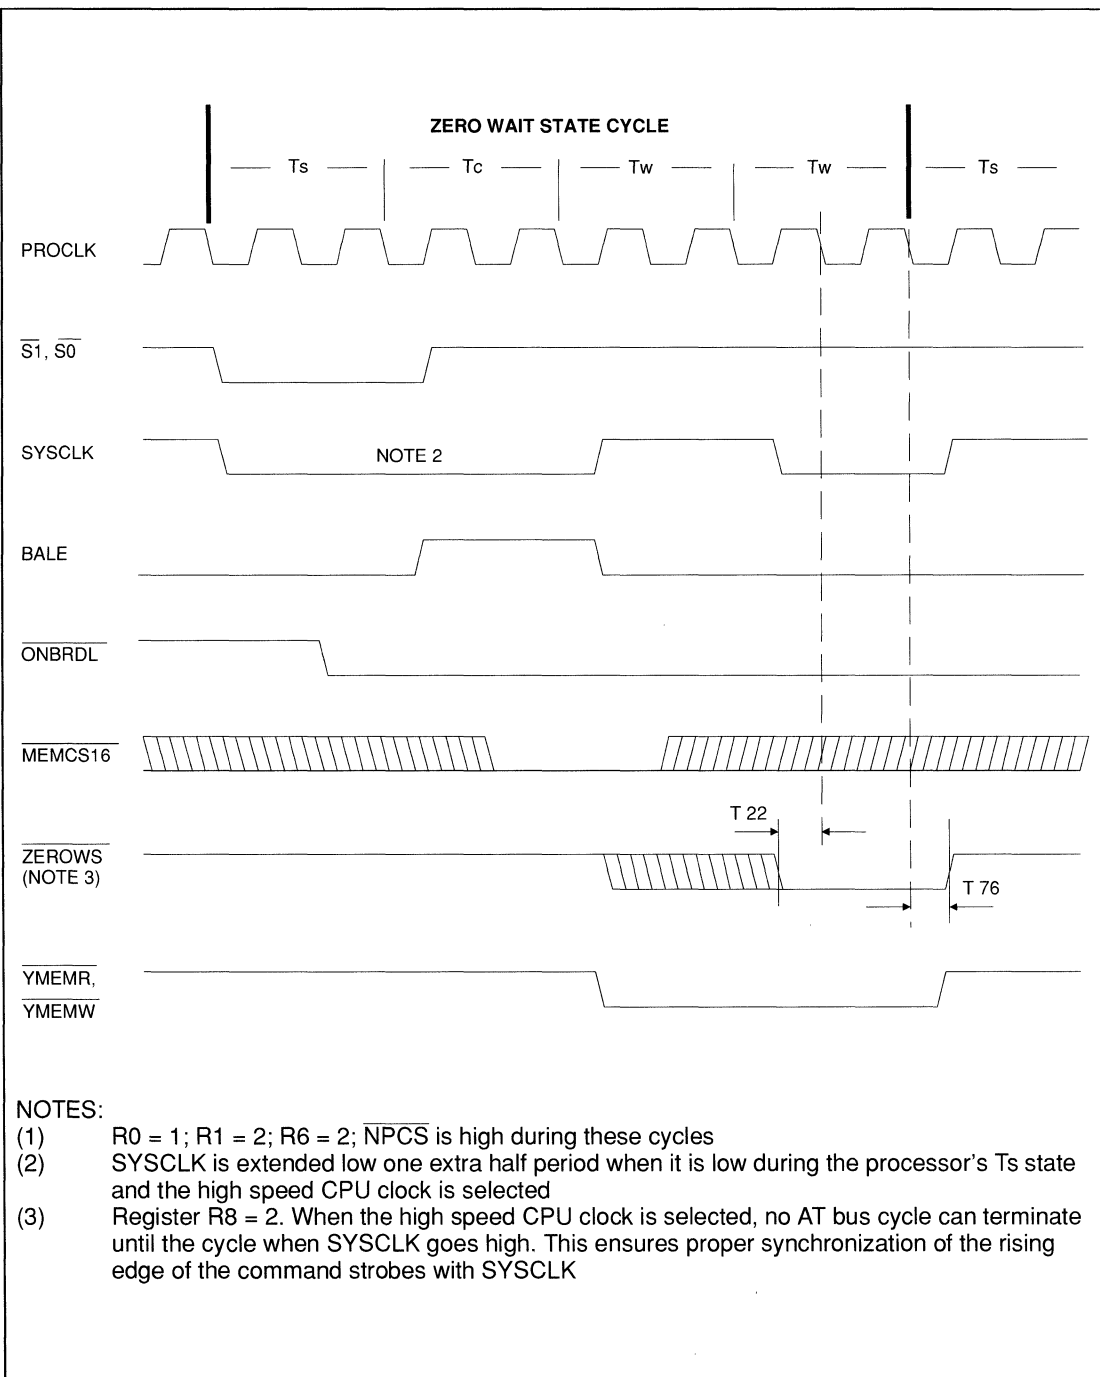 ZERO WAIT STATE CYCLE
Ts Tc Tw Tw Ts
PROCLK
S1, S0
SYSCLK
NOTE 2
BALE
ONBRDL
MEMCS16
T 22
ZEROWS
(NOTE 3)
T 76
YMEMR,
YMEMW
NOTES:
(1) R0 = 1; R1 = 2; R6 = 2; NPCS is high during these cycles
(2) SYSCLK is extended low one extra half period when it is low during the processor's Ts state
and the high speed CPU clock is selected
(3) Register R8 = 2. When the high speed CPU clock is selected, no AT bus cycle can terminate
until the cycle when SYSCLK goes high. This ensures proper synchronization of the rising
edge of the command strobes with SYSCLK